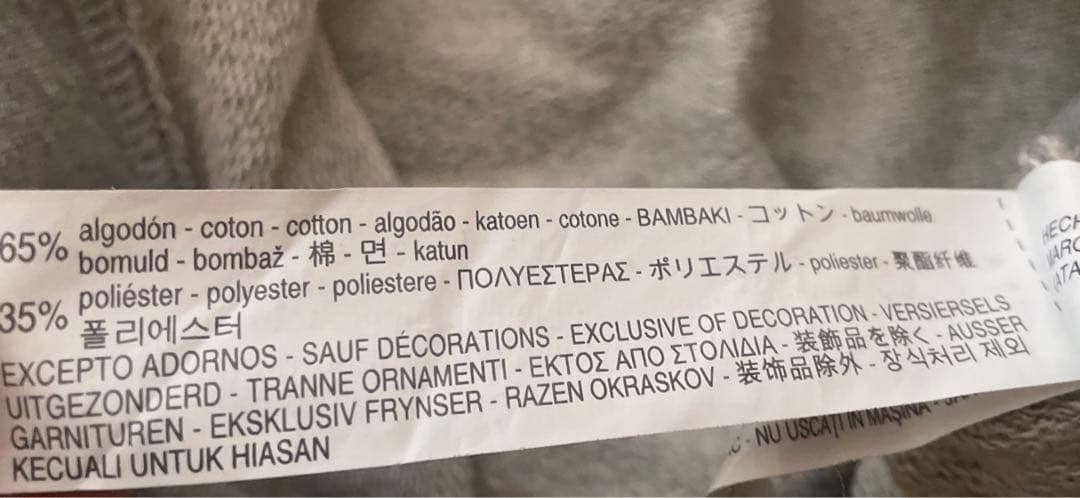 65% algodón - coton - cotton - algodão - katoen - cotone - BAMBAKI - コットン - baumwolle
bomuld - bombaž - 棉 - 면 - katun
35% poliéster - polyester - poliestere - ΠΟΛΥΕΣΤΕΡΑΣ - ポリエステル - poliester - 聚酯纤维
폴리에스터
EXCEPTO ADORNOS - SAUF DÉCORATIONS - EXCLUSIVE OF DECORATION - VERSIERSELS
UITGEZONDERD - TRANNE ORNAMENTI - ΕΚΤΟΣ ΑΠΟ ΣΤΟΛΙΔΙΑ - 装飾品を除く - AUSSER
GARNITUREN - EKSKLUSIV FRYNSER - RAZEN OKRASKOV - 装饰品除外 - 장식처리 제외
KECUALI UNTUK HIASAN
- NU USCAȚI ÎN MAȘINA -